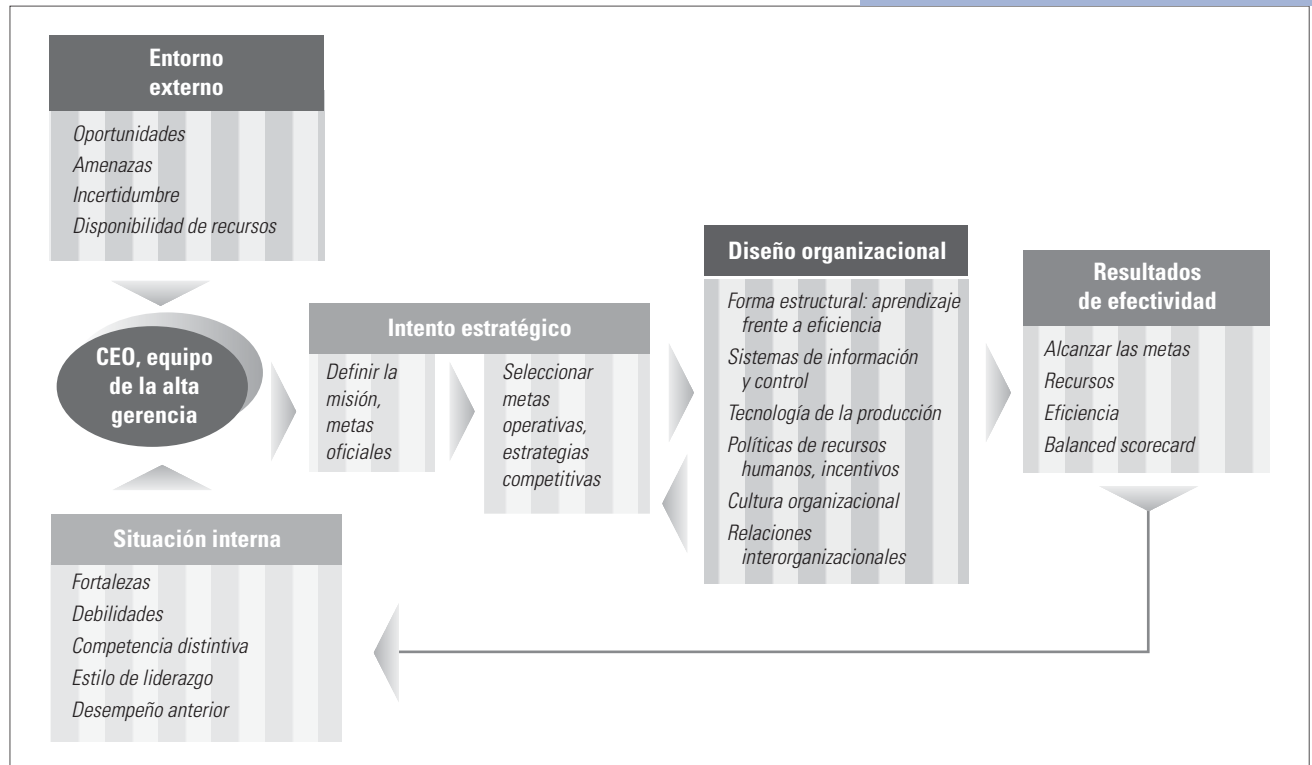 Entorno
externo
Oportunidades
Amenazas
Incertidumbre
Disponibilidad de recursos
CEO, equipo
de la alta
gerencia
Situación interna
Fortalezas
Debilidades
Competencia distintiva
Estilo de liderazgo
Desempeño anterior
Intento estratégico
Definir la
misión,
metas
oficiales
Seleccionar
metas
operativas,
estrategias
competitivas
Diseño organizacional
Forma estructural: aprendizaje
frente a eficiencia
Sistemas de información
y control
Tecnología de la producción
Políticas de recursos
humanos, incentivos
Cultura organizacional
Relaciones
interorganizacionales
Resultados
de efectividad
Alcanzar las metas
Recursos
Eficiencia
Balanced scorecard